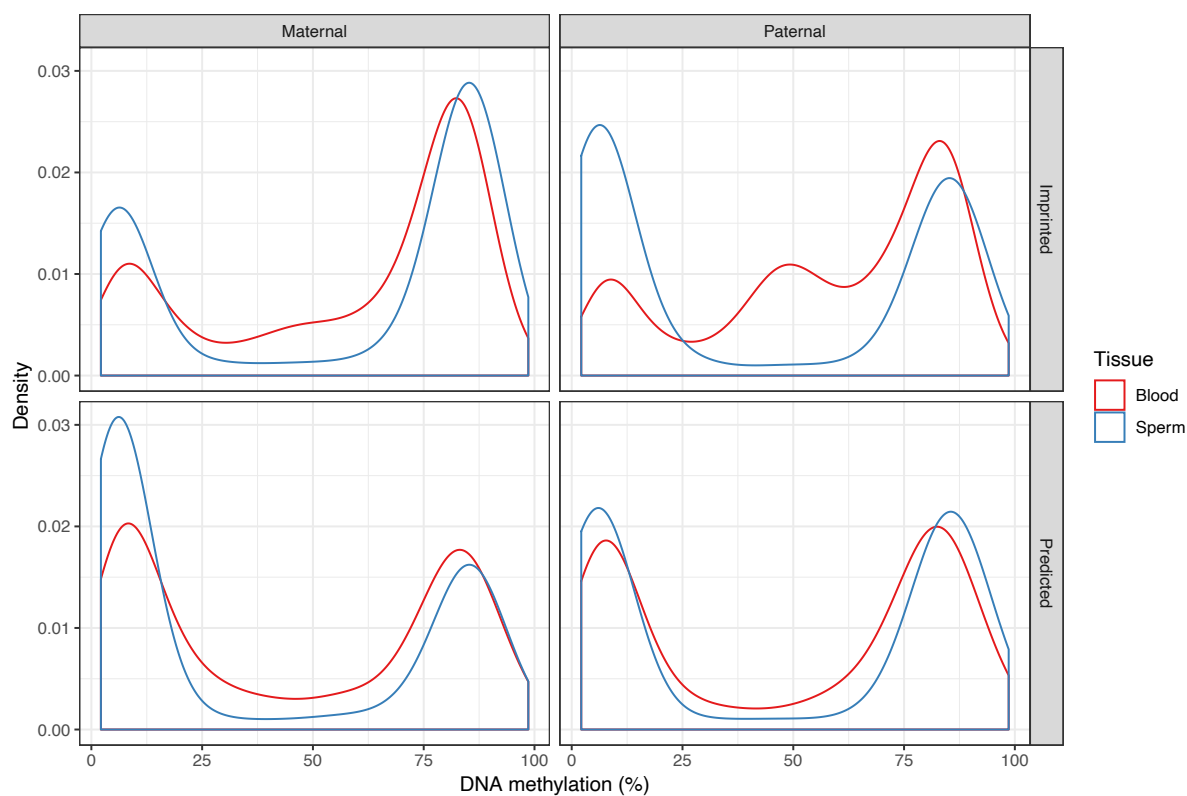 Maternal
Paternal
0.03
0.02
0.01
0.00
Imprinted
0.03
0.02
0.01
0.00
Predicted
Density
0 25 50 75 100
0 25 50 75 100
DNA methylation (%)
Tissue
Blood
Sperm